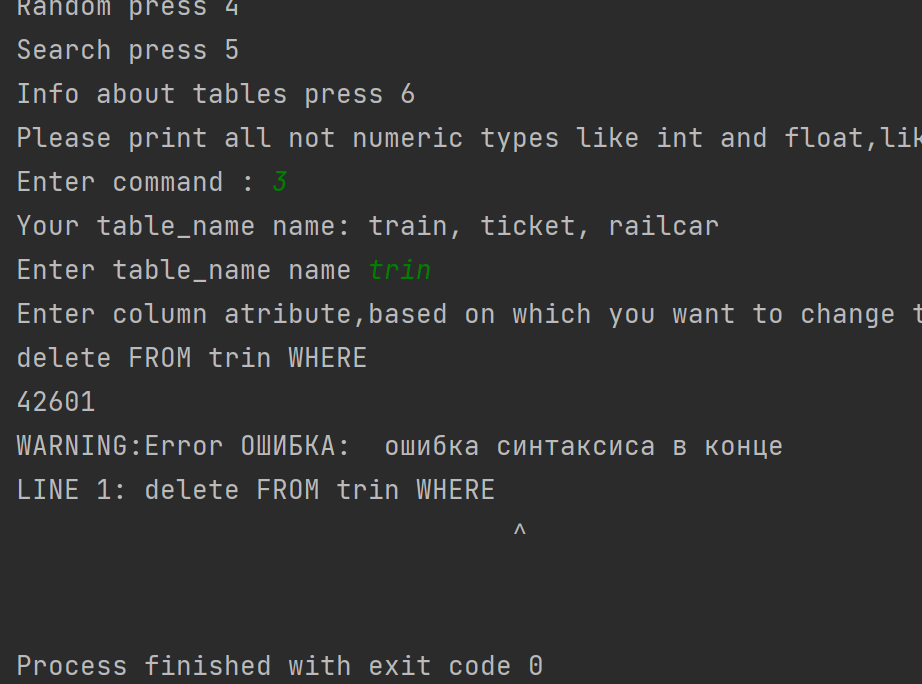 Random press 4
Search press 5
Info about tables press 6
Please print all not numeric types like int and float,lik
Enter command : 3
Your table_name name: train, ticket, railcar
Enter table_name name trin
Enter column atribute,based on which you want to change t
delete FROM trin WHERE
42601
WARNING:Error ОШИБКА:  ошибка синтаксиса в конце
LINE 1: delete FROM trin WHERE
^
Process finished with exit code 0